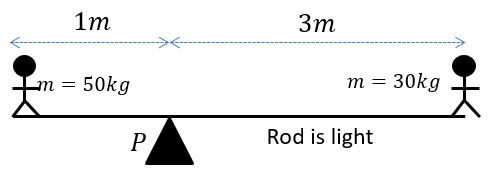 1m
3m
m = 50kg
m = 30kg
P
Rod is light